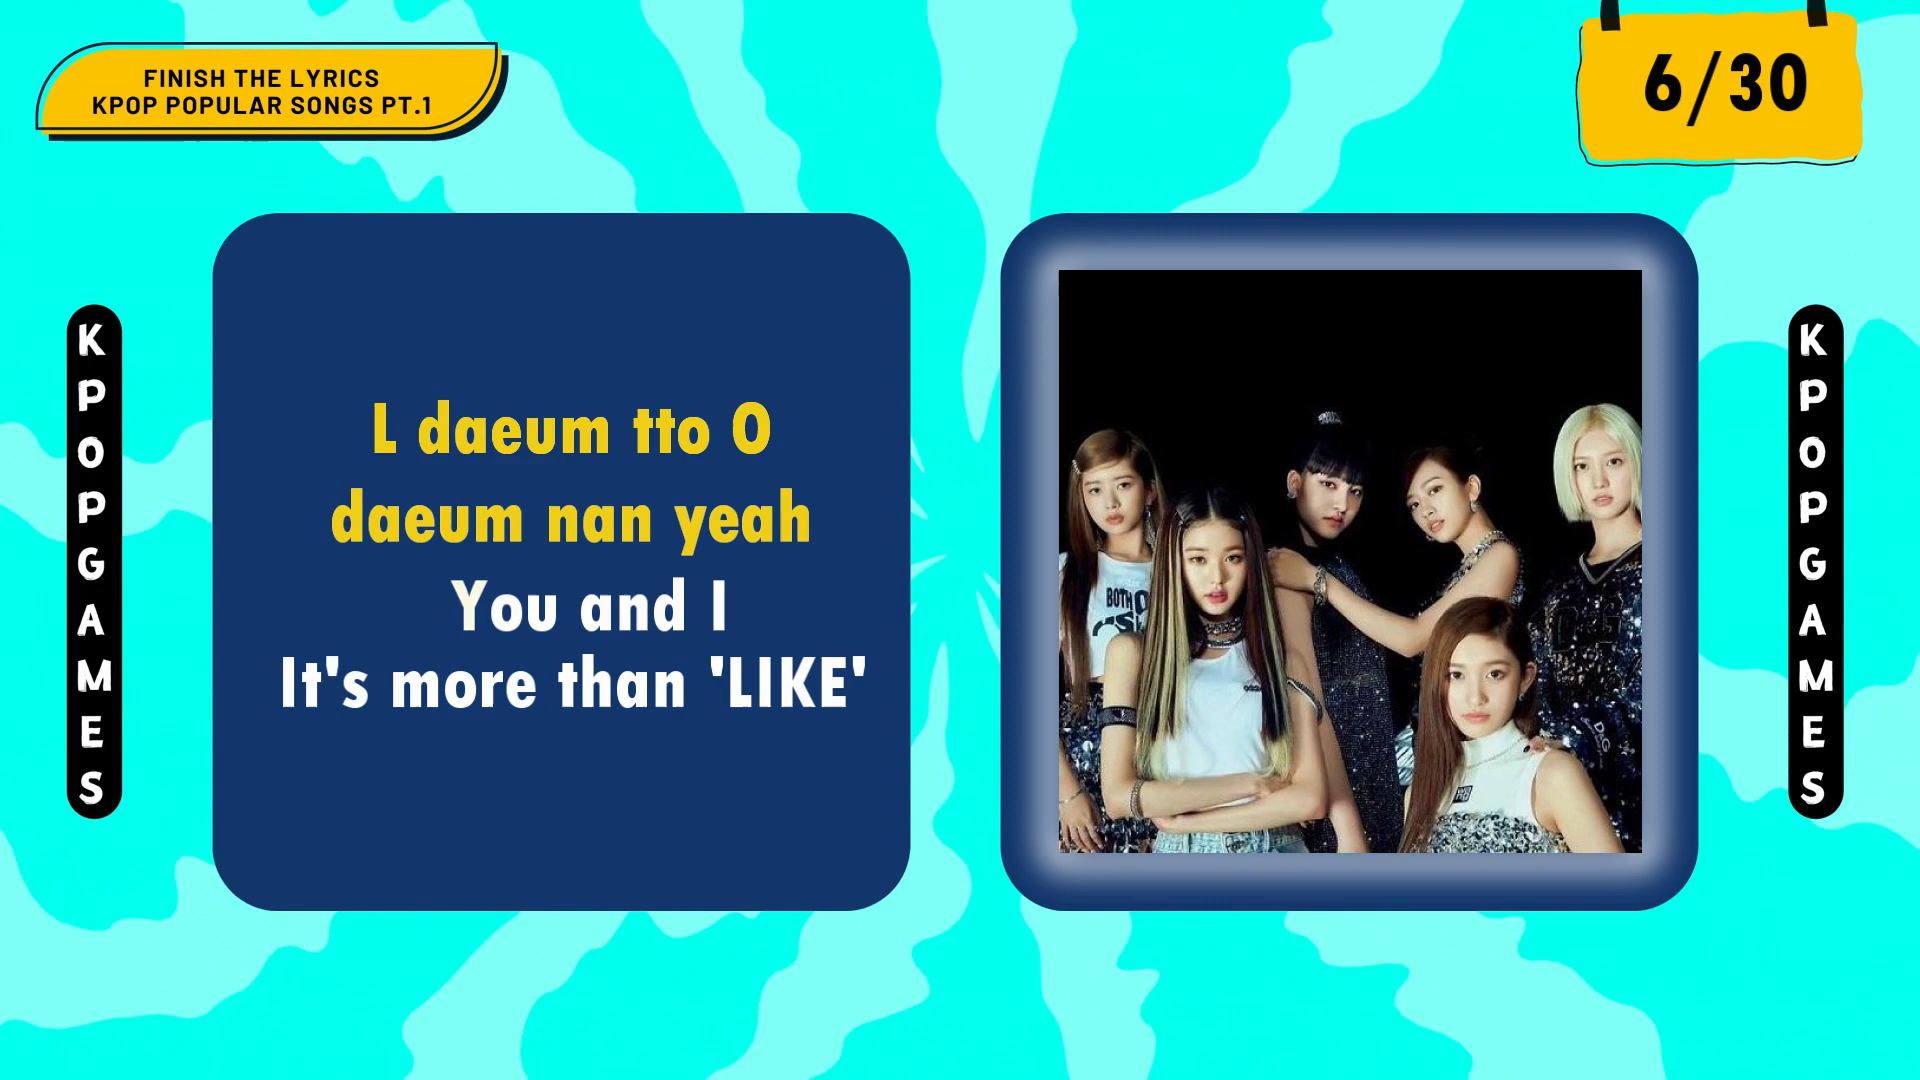 FINISH THE LYRICS
KPOP POPULAR SONGS PT.1
6/30
KPOPGAMES
L daeum tto O
daeum nan yeah
You and I
It's more than 'LIKE'
BOTH
D&G
KPOPGAMES